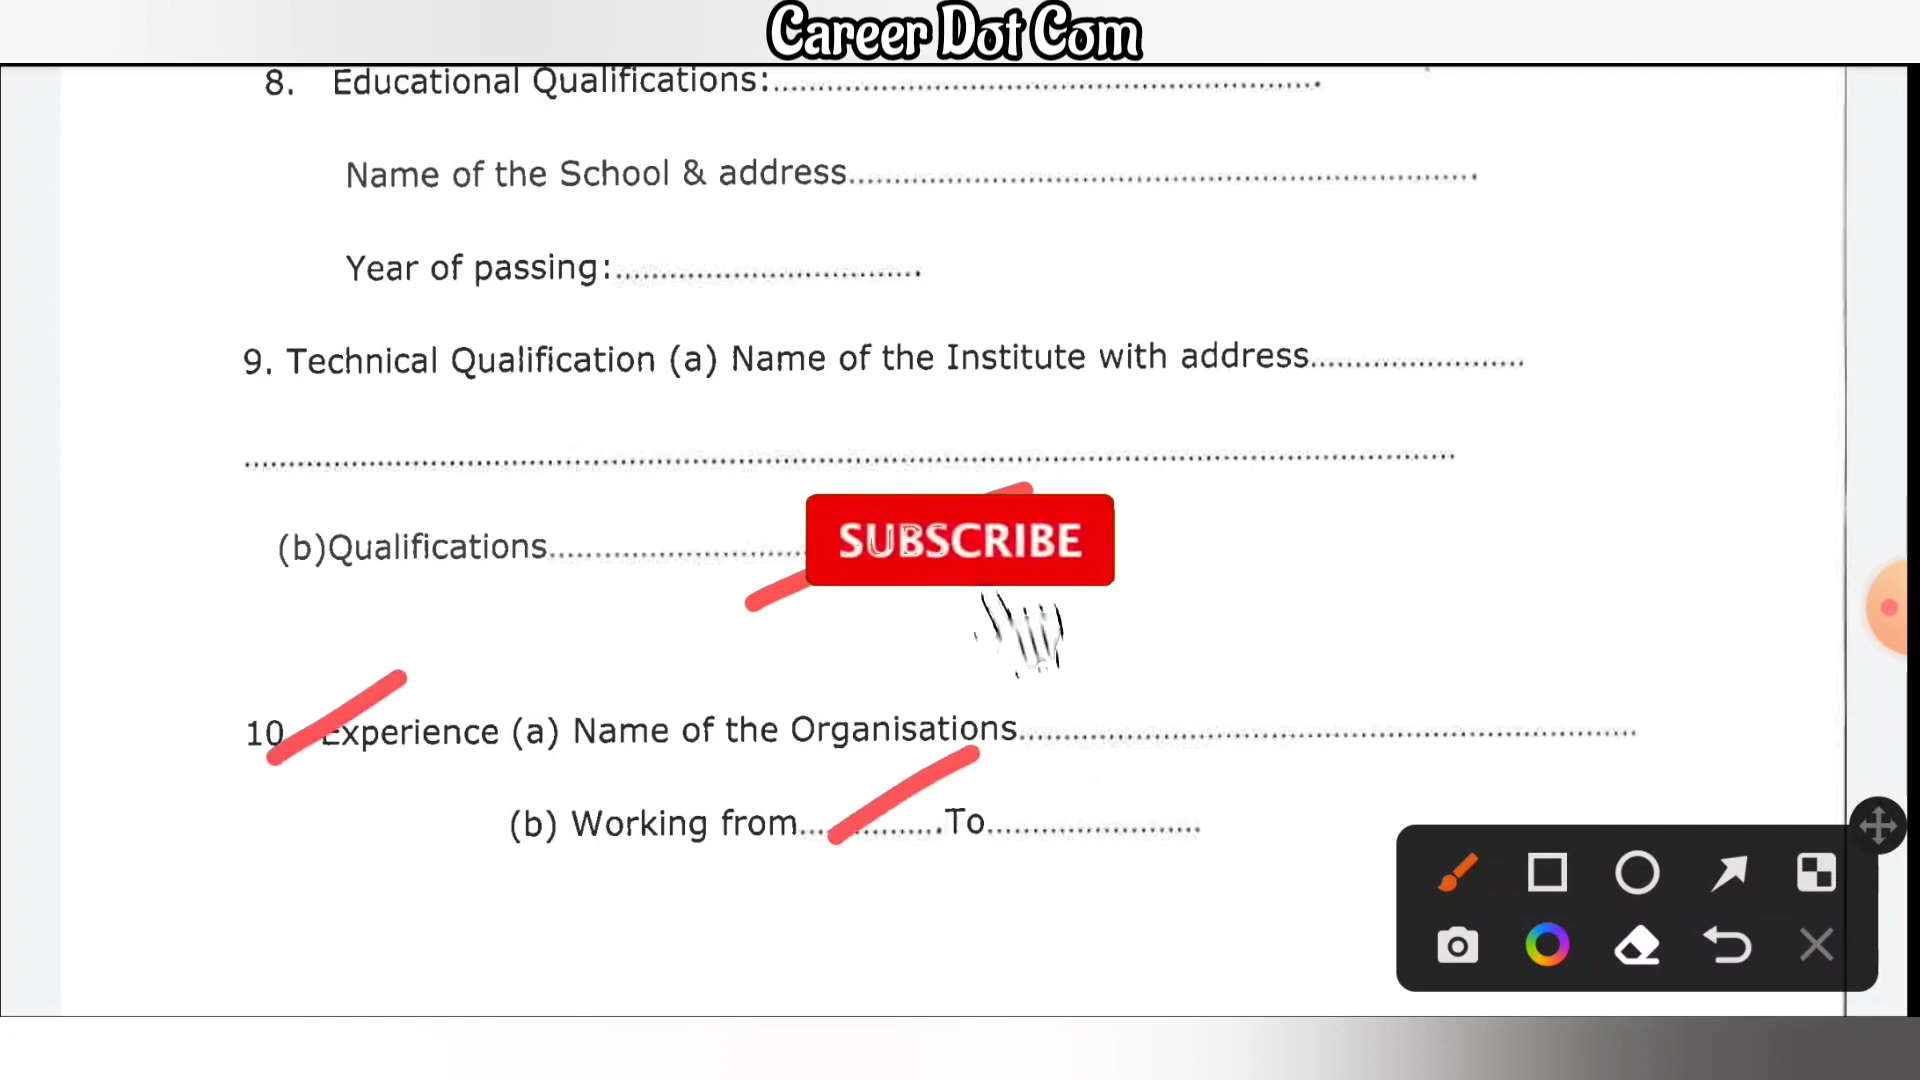 Career Dot Com
8. Educational Qualifications:...........................................................
Name of the School & address.....................................................................
Year of passing:..................................
9. Technical Qualification (a) Name of the Institute with address........................
.....................................................................................................................................
(b)Qualifications............................
SUBSCRIBE
10. Experience (a) Name of the Organisations....................................................................
(b) Working from................To........................